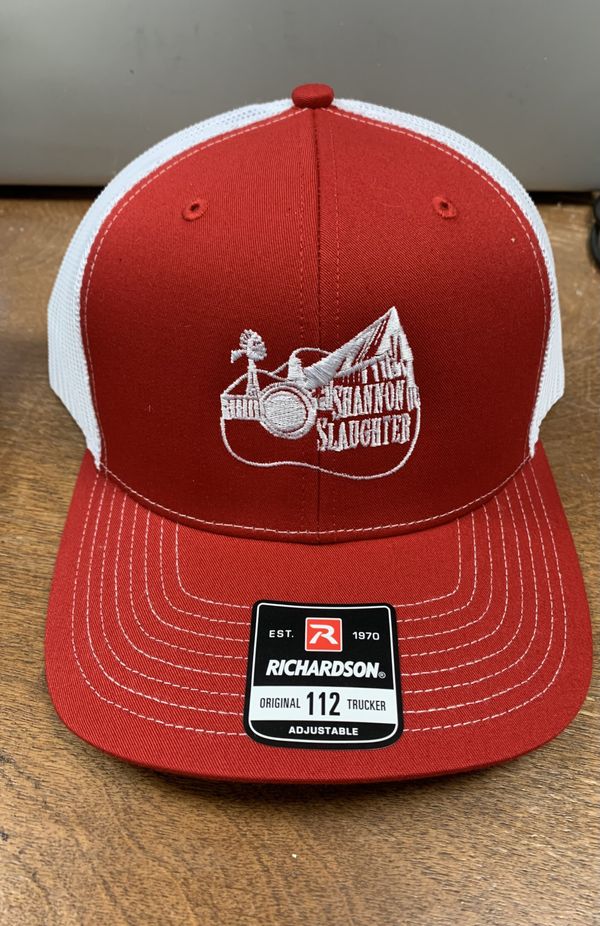 SHANNON
SLAUGHTER
EST. R 1970
RICHARDSON®
ORIGINAL 112 TRUCKER
ADJUSTABLE